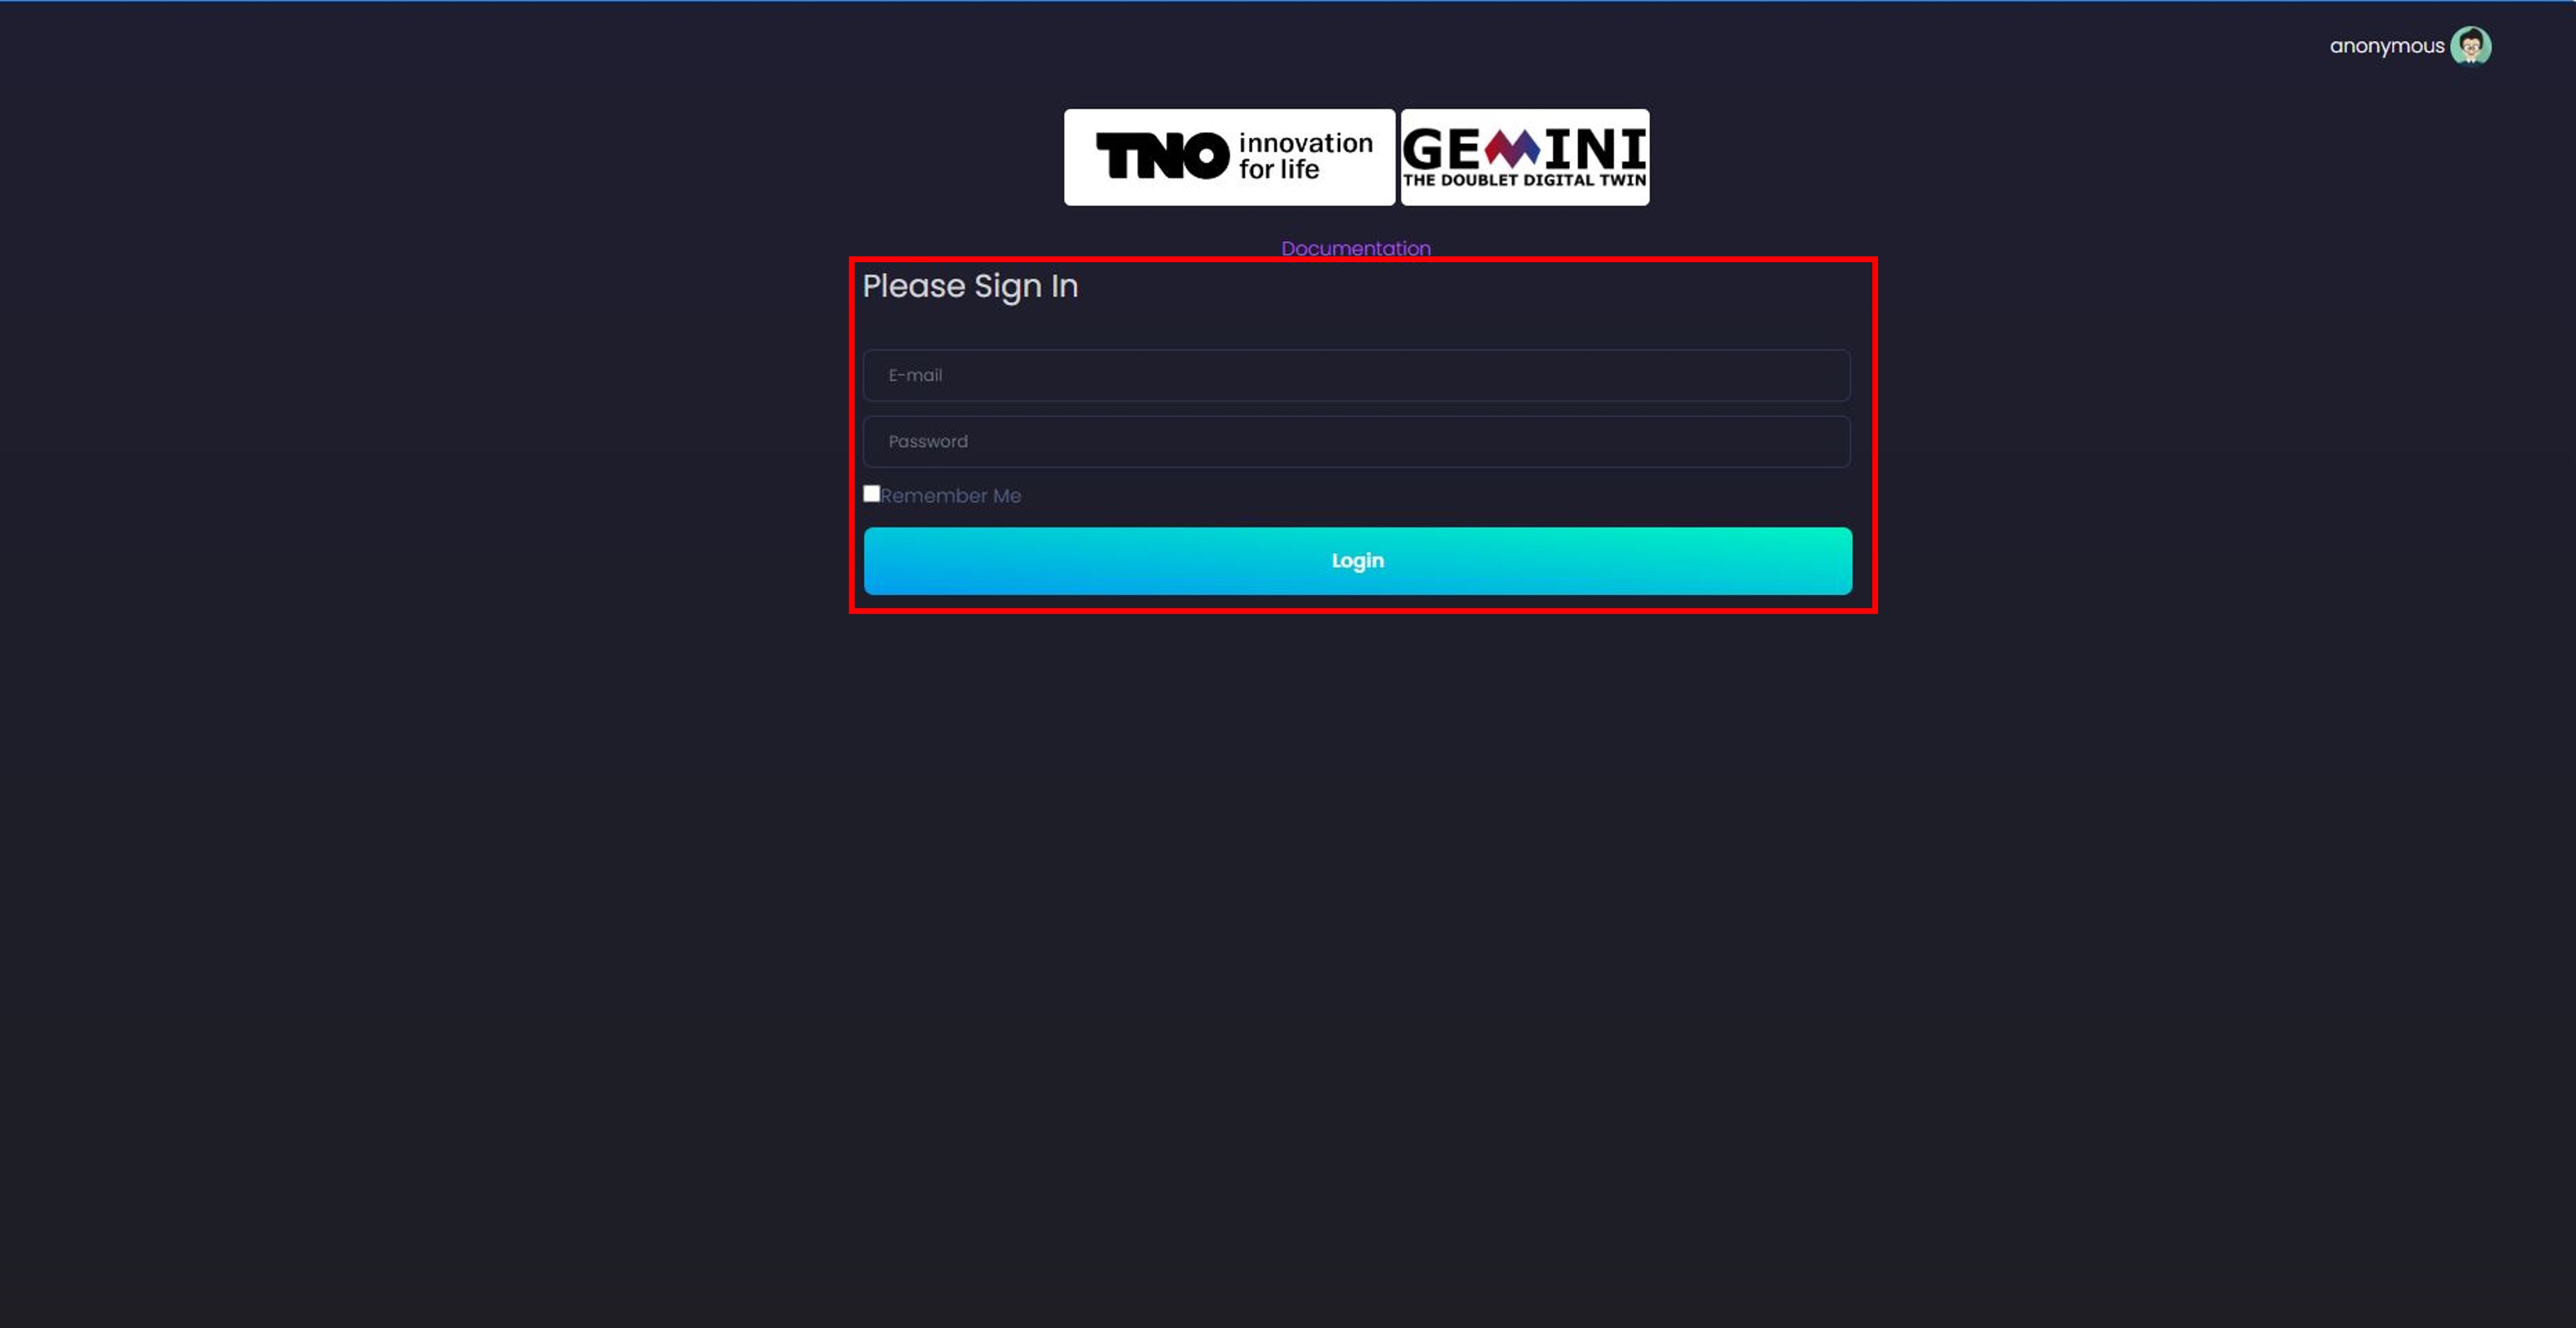 anonymous
TNO innovation
for life
GEMINI
THE DOUBLET DIGITAL TWIN
Documentation
Please Sign In
E-mail
Password
Remember Me
Login